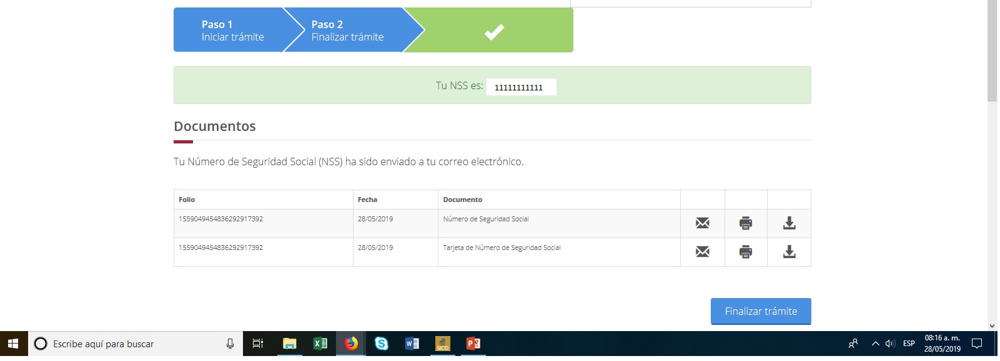 Paso 1
Iniciar trámite
Paso 2
Finalizar trámite
Tu NSS es: 11111111111
Documentos
Tu Número de Seguridad Social (NSS) ha sido enviado a tu correo electrónico.
Folio Fecha Documento
1559049454836292917392 28/05/2019 Número de Seguridad Social
1559049454836292917392 28/05/2019 Tarjeta de Número de Seguridad Social
Finalizar trámite
Escribe aquí para buscar
SICEI
ESP
08:16 a. m.
28/05/2019